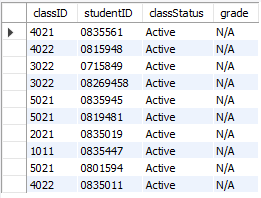 classID studentID classStatus grade
4021 0835561 Active N/A
4022 0815948 Active N/A
3022 0715849 Active N/A
3022 08269458 Active N/A
5021 0835945 Active N/A
5021 0819481 Active N/A
2021 0835019 Active N/A
1011 0835447 Active N/A
5021 0801594 Active N/A
4022 0835011 Active N/A